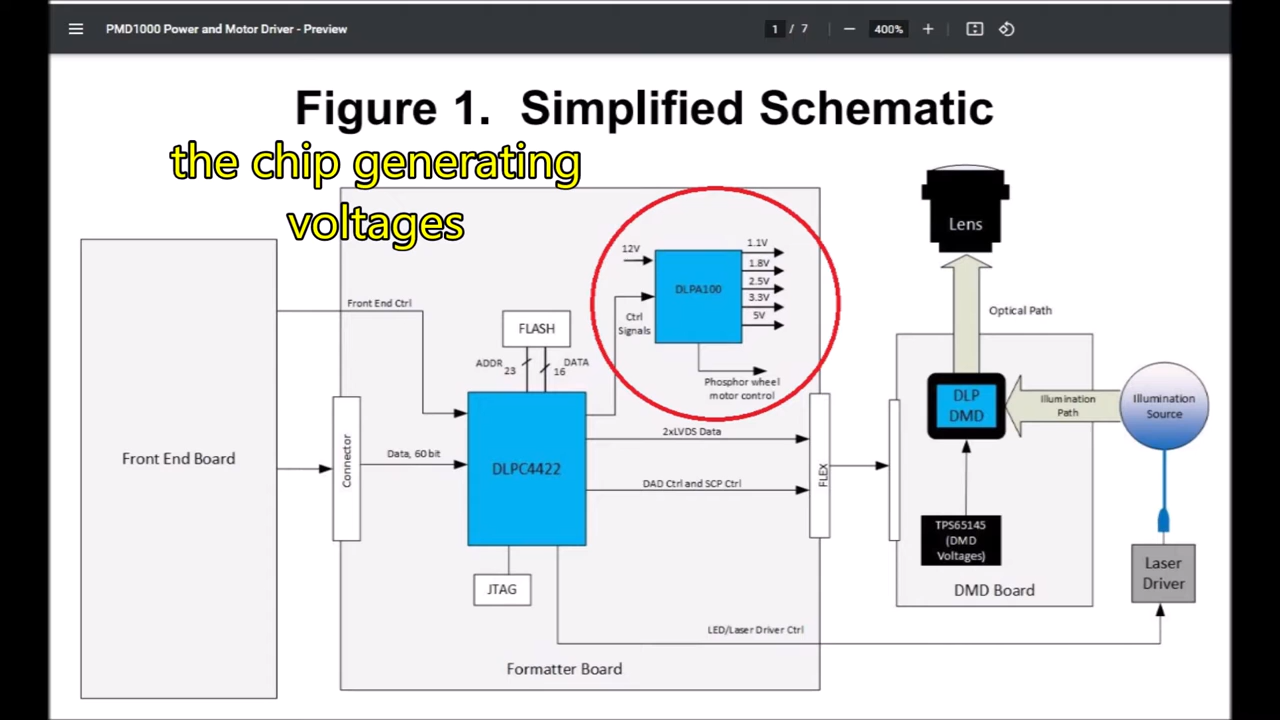 PMD1000 Power and Motor Driver - Preview
1 / 7
400%
Figure 1. Simplified Schematic
the chip generating
voltages
Lens
12V
1.1V
1.8V
2.5V
3.3V
5V
DLPA100
Ctrl
Signals
Phosphor wheel
motor control
Front End Ctrl
FLASH
ADDR
23
DATA
16
Optical Path
DLP
DMD
Illumination
Path
Illumination
Source
Front End Board
Connector
Data, 60 bit
DLPC4422
2xLVDS Data
DAD Ctrl and SCP Ctrl
FLEX
TPS65145
(DMD
Voltages)
DMD Board
Laser
Driver
JTAG
LED/Laser Driver Ctrl
Formatter Board